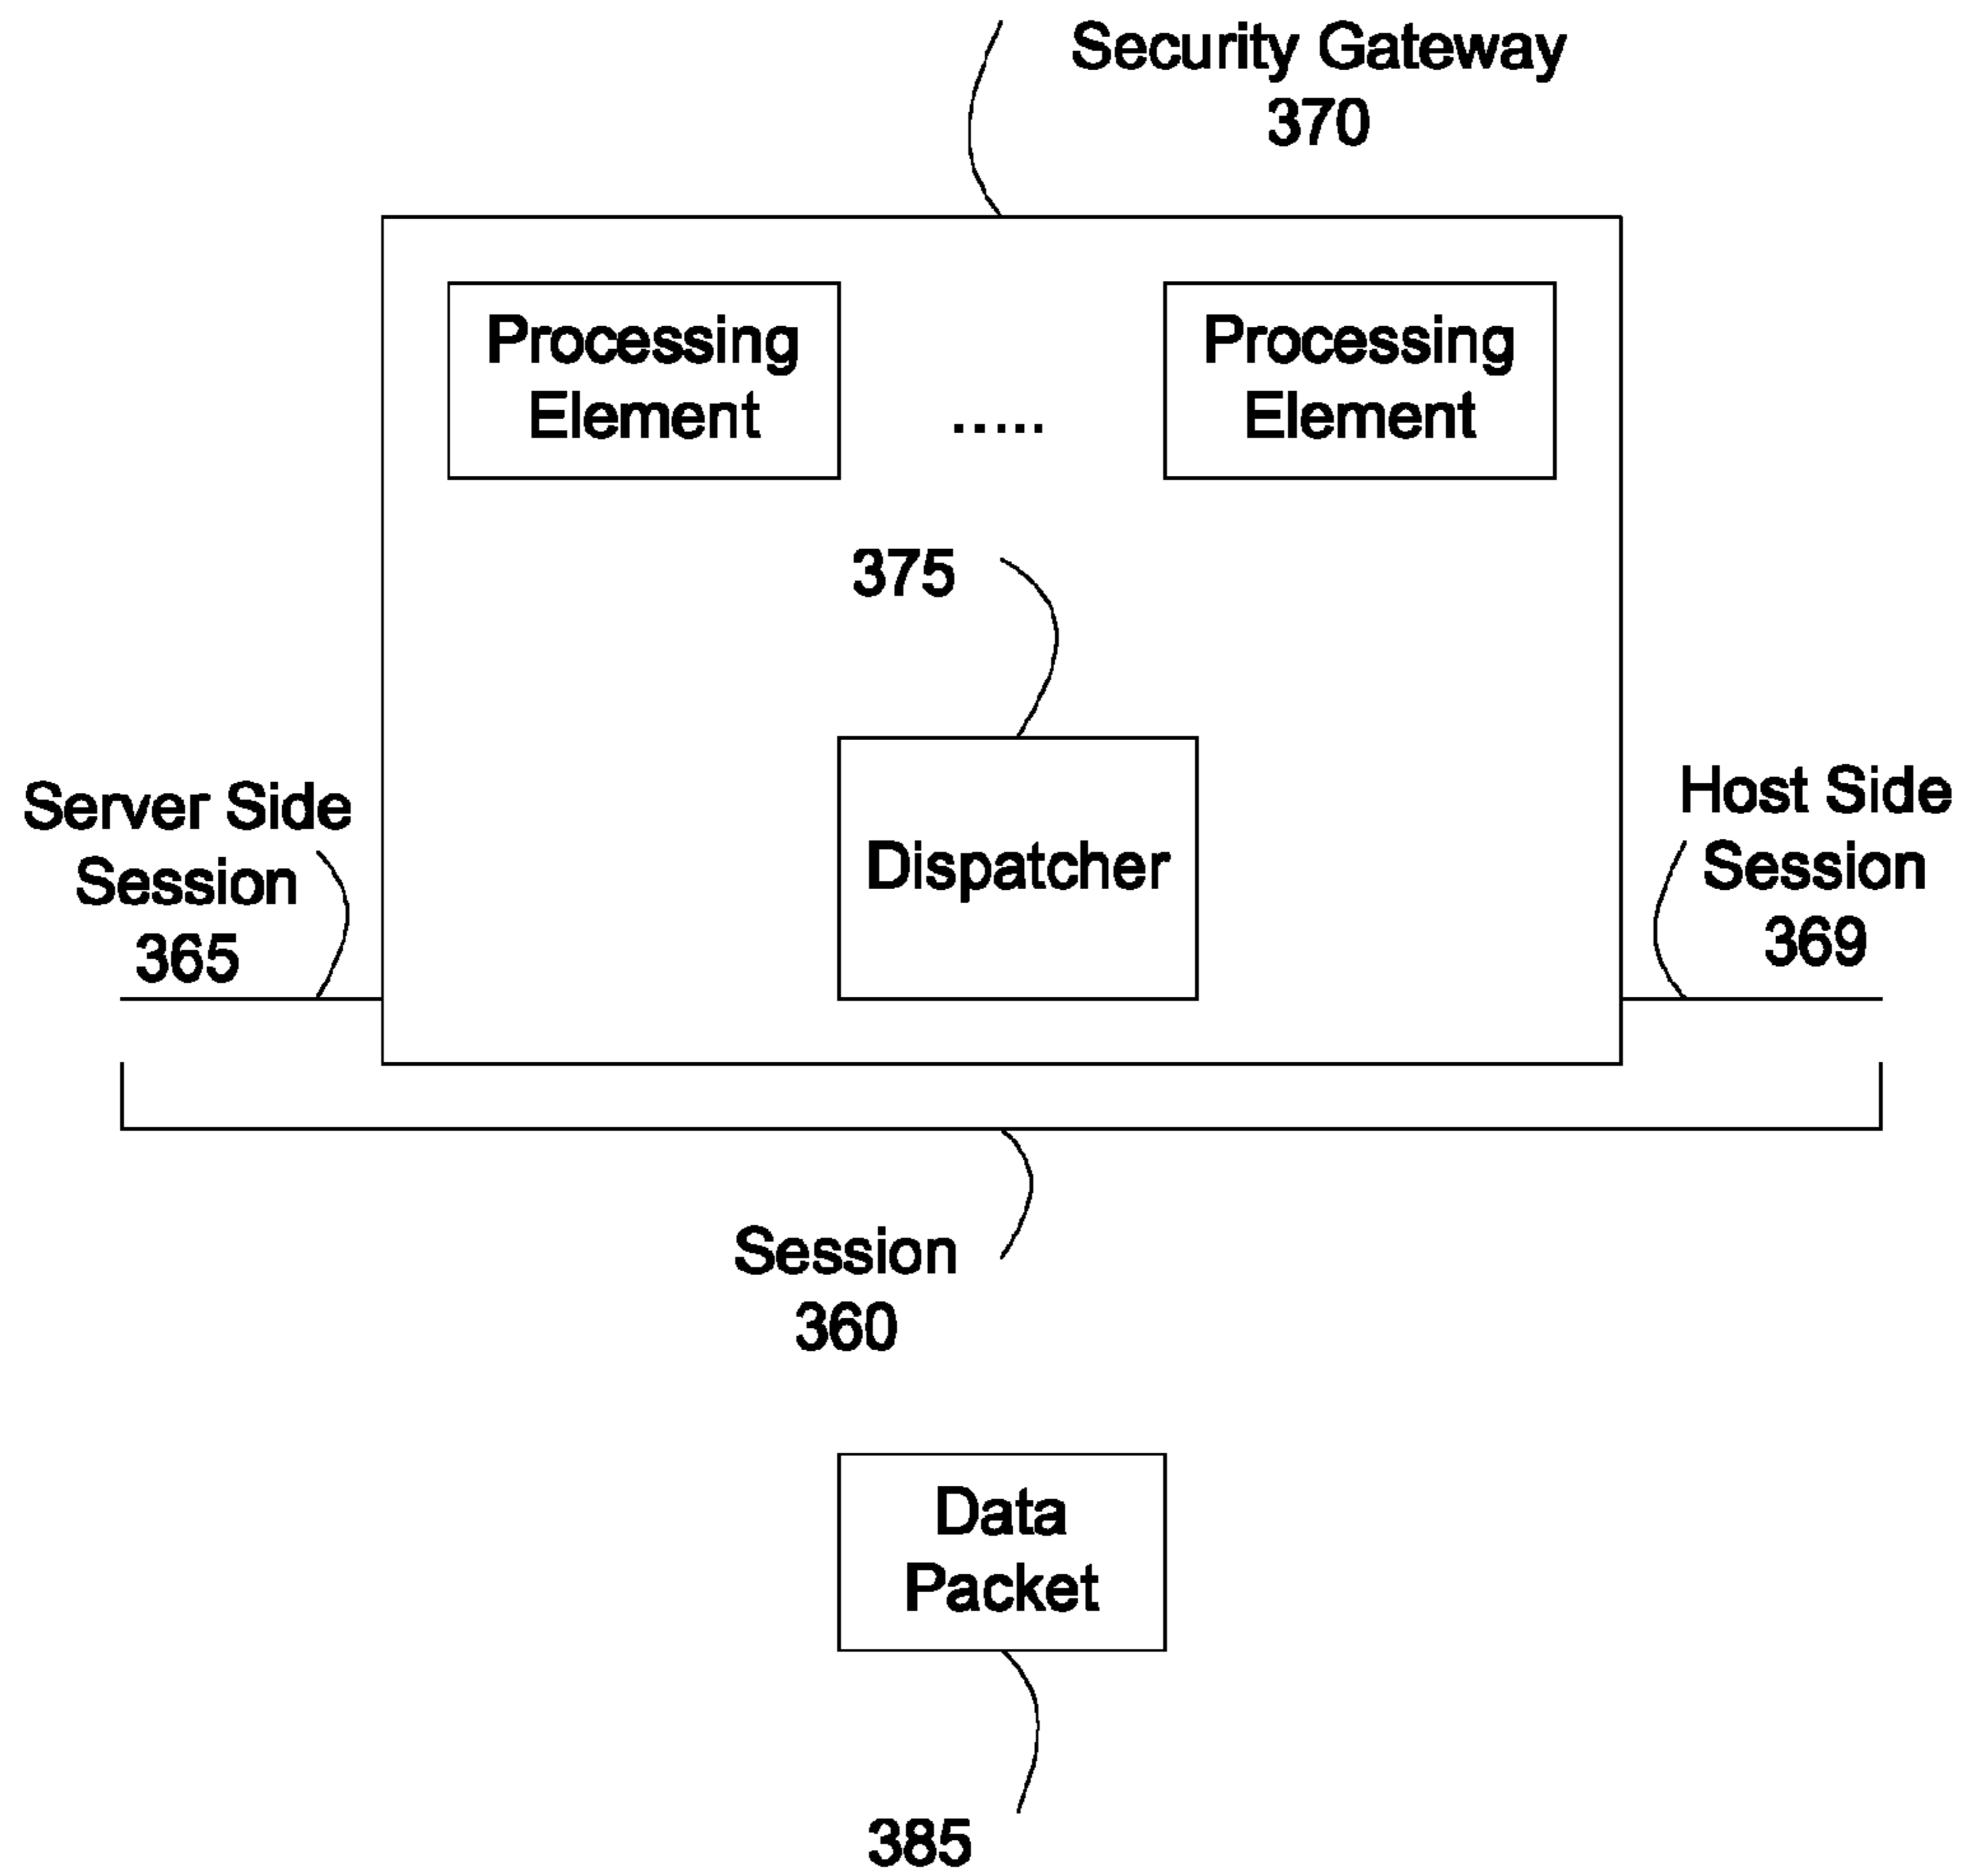 Security Gateway
370
Processing
Element
.....
Processing
Element
375
Server Side
Session
365
Dispatcher
Host Side
Session
369
Session
360
Data
Packet
385